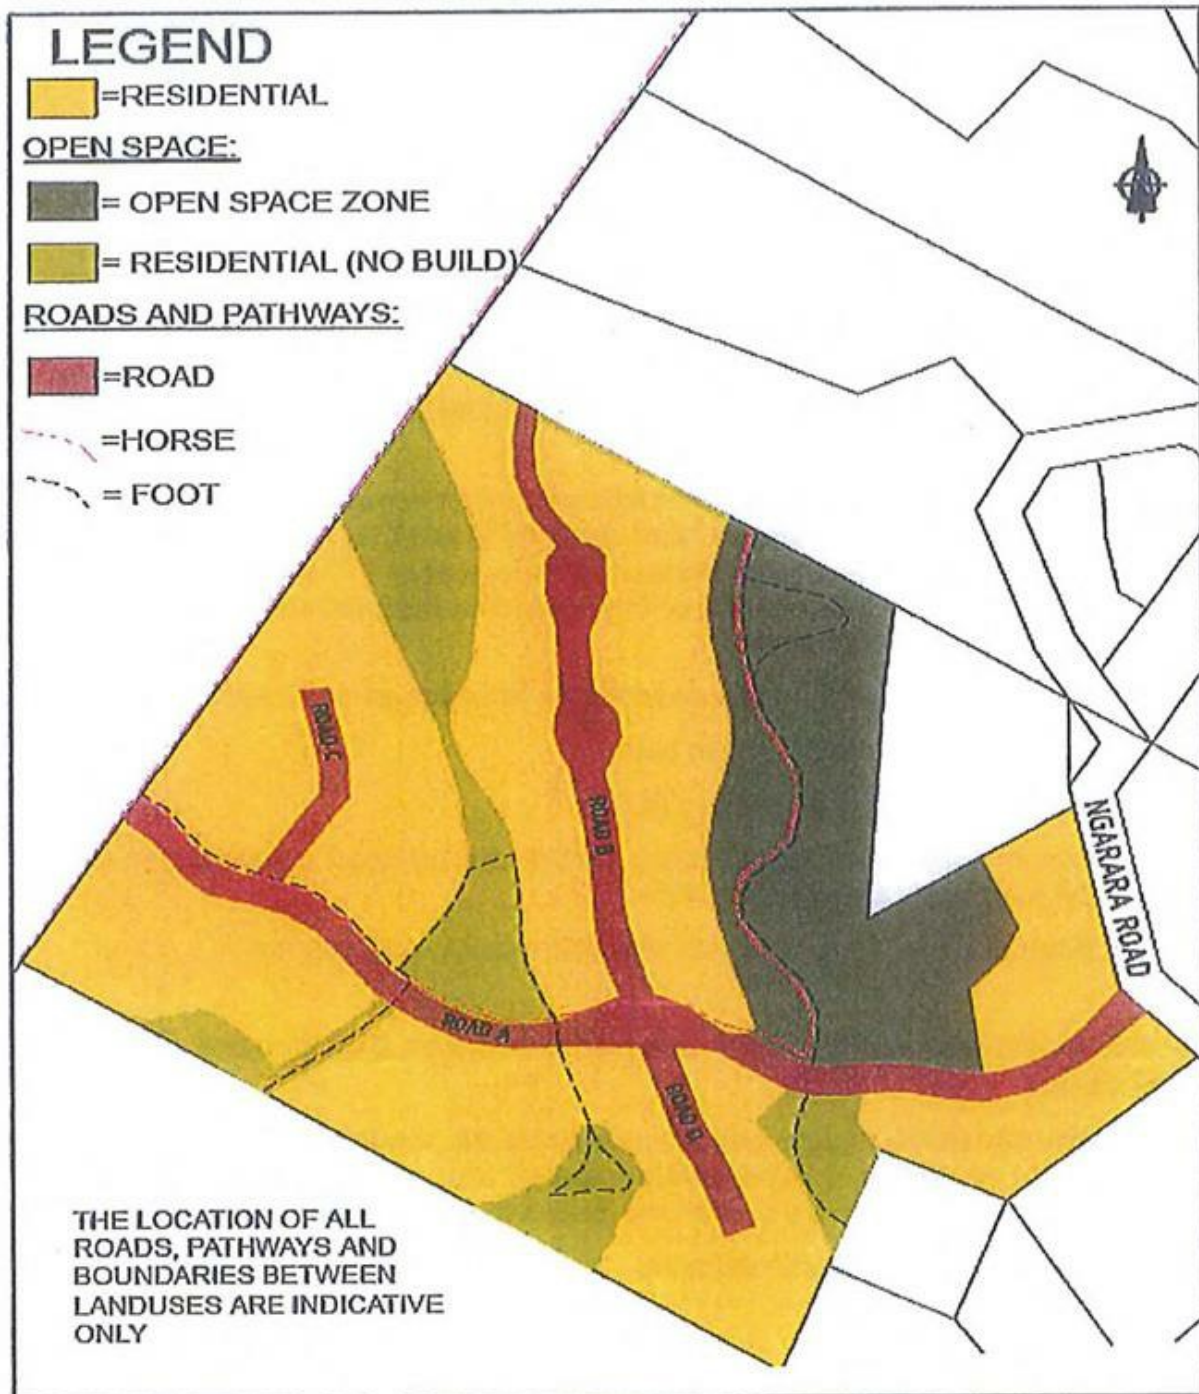 LEGEND
=RESIDENTIAL
OPEN SPACE:
= OPEN SPACE ZONE
= RESIDENTIAL (NO BUILD)
ROADS AND PATHWAYS:
=ROAD
=HORSE
= FOOT
ROAD C
ROAD B
NGARARA ROAD
ROAD A
THE LOCATION OF ALL
ROADS, PATHWAYS AND
BOUNDARIES BETWEEN
LANDUSES ARE INDICATIVE
ONLY